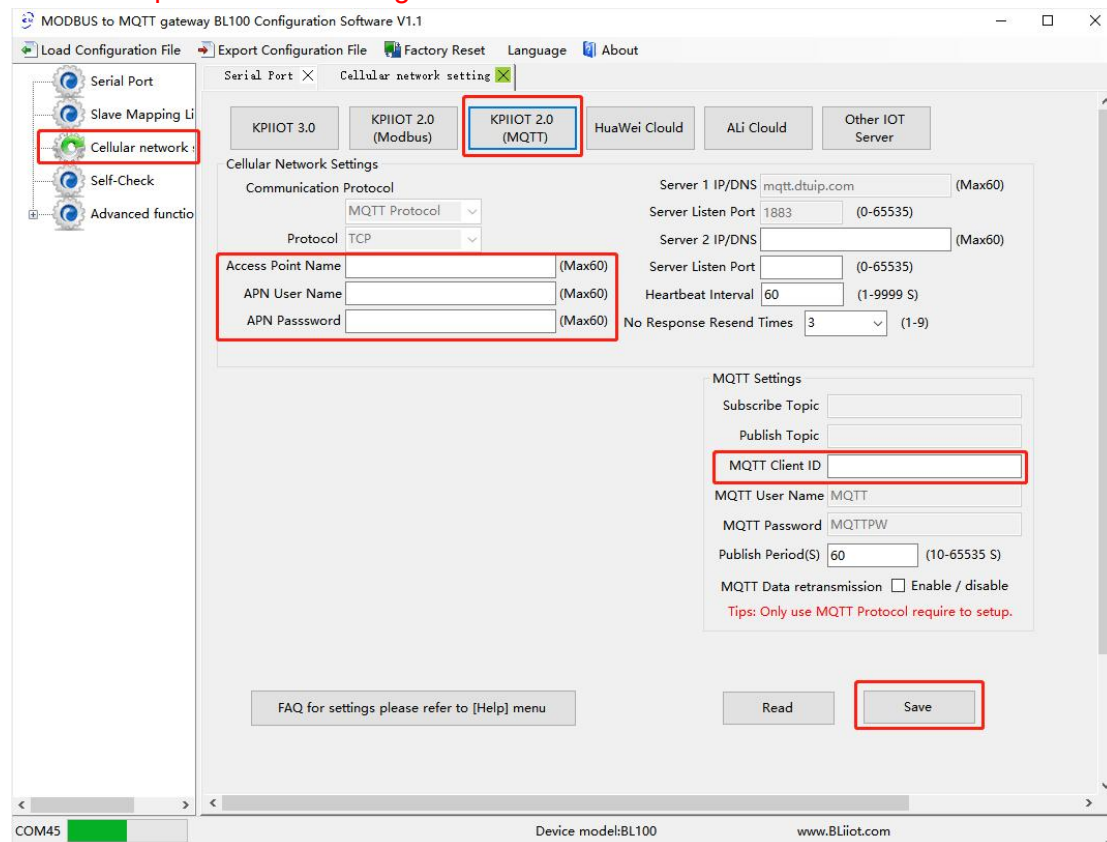 MODBUS to MQTT gateway BL100 Configuration Software V1.1
Load Configuration File Export Configuration File Factory Reset Language About
Serial Port
Slave Mapping Li
Cellular network s
Self-Check
Advanced functio
Serial Port Cellular network setting
KPIIOT 3.0
KPIIOT 2.0
(Modbus)
KPIIOT 2.0
(MQTT)
HuaWei Clould
ALi Clould
Other IOT
Server
Cellular Network Settings
Communication Protocol
MQTT Protocol
Protocol TCP
Access Point Name (Max60)
APN User Name (Max60)
APN Passsword (Max60)
Server 1 IP/DNS mqtt.dtuip.com (Max60)
Server Listen Port 1883 (0-65535)
Server 2 IP/DNS (Max60)
Server Listen Port (0-65535)
Heartbeat Interval 60 (1-9999 S)
No Response Resend Times 3 (1-9)
MQTT Settings
Subscribe Topic
Publish Topic
MQTT Client ID
MQTT User Name MQTT
MQTT Password MQTTPW
Publish Period(S) 60 (10-65535 S)
MQTT Data retransmission Enable / disable
Tips: Only use MQTT Protocol require to setup.
FAQ for settings please refer to [Help] menu
Read
Save
COM45 Device model:BL100 www.BLiiot.com